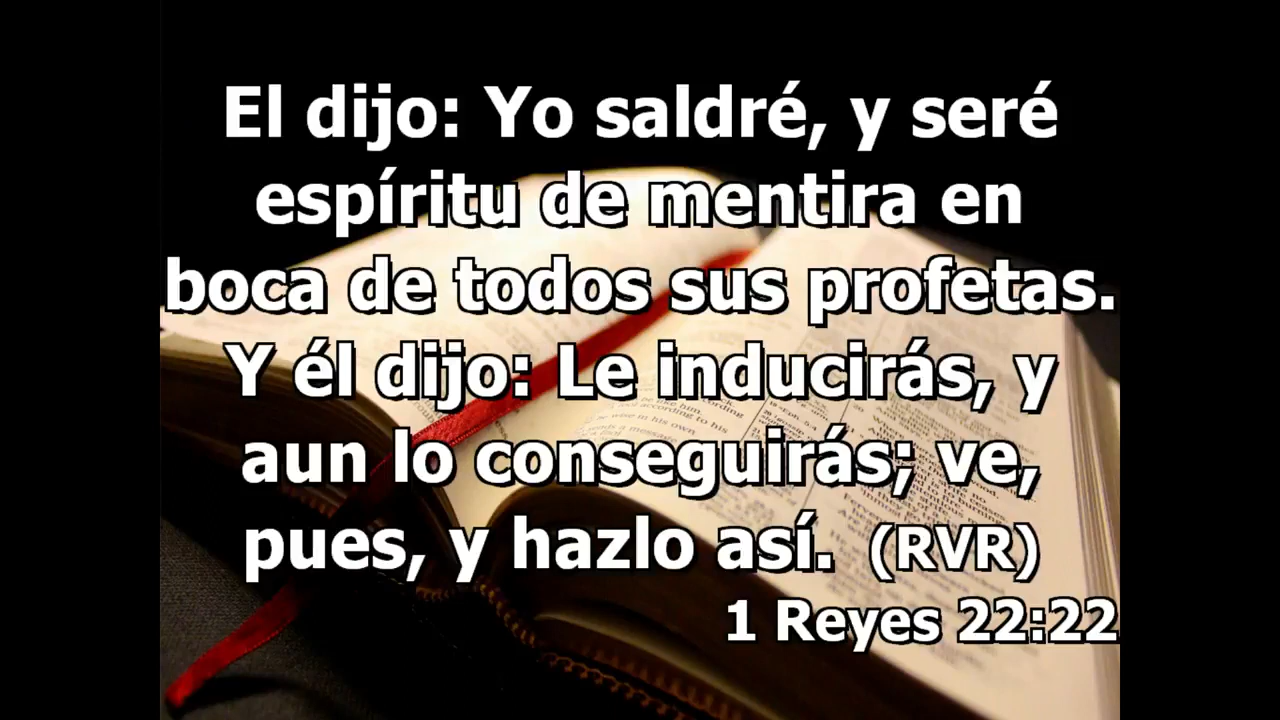 El dijo: Yo saldré, y seré
espíritu de mentira en
boca de todos sus profetas.
Y él dijo: Le inducirás, y
aun lo conseguirás; ve,
pues, y hazlo así. (RVR)
1 Reyes 22:22